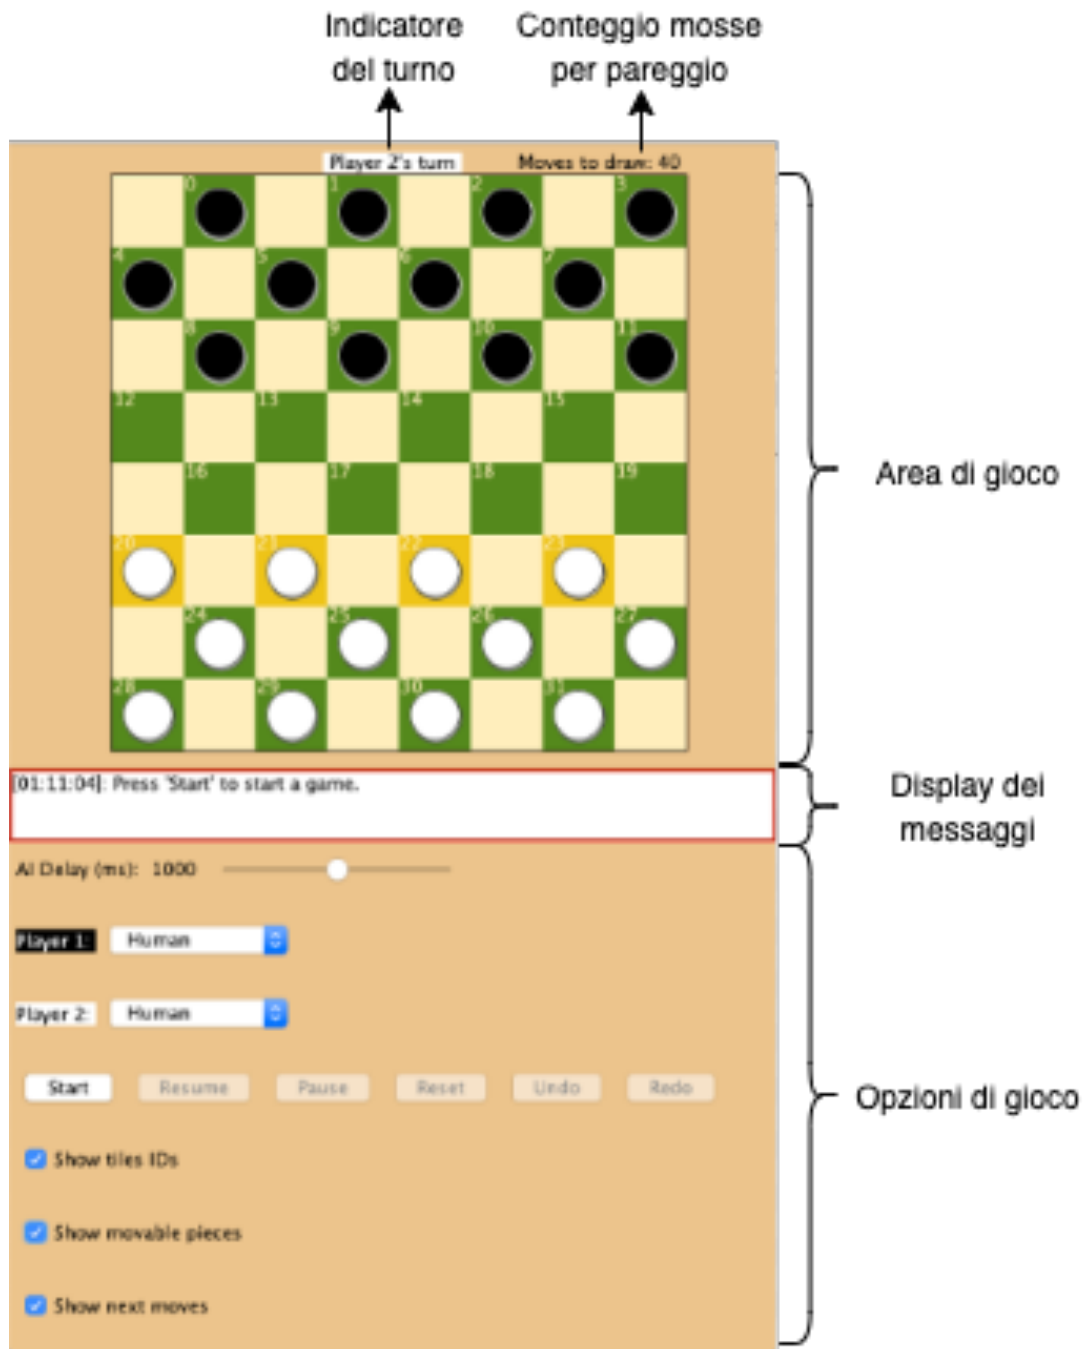 Indicatore
del turno
Conteggio mosse
per pareggio
Player 2's turn
Moves to draw: 40
0 1 2 3
4 5 6 7
8 9 10 11
12 13 14 15
16 17 18 19
20 21 22 23
24 25 26 27
28 29 30 31
Area di gioco
[01:11:04]: Press 'Start' to start a game.
Display dei
messaggi
AI Delay (ms): 1000
Player 1: Human
Player 2: Human
Start Resume Pause Reset Undo Redo
Opzioni di gioco
Show tiles IDs
Show movable pieces
Show next moves